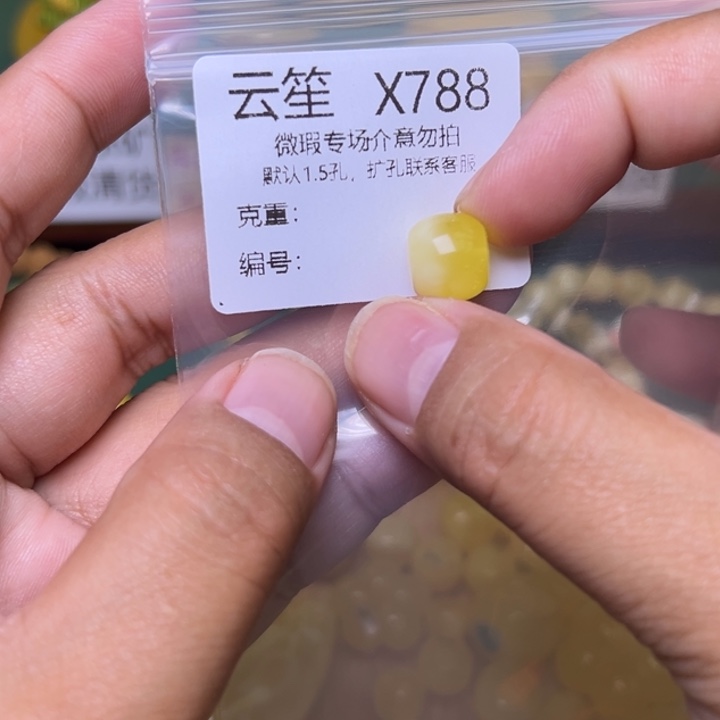 云笙 X788
微瑕专场介意勿拍
默认1.5孔，扩孔联系客服
克重：
编号：